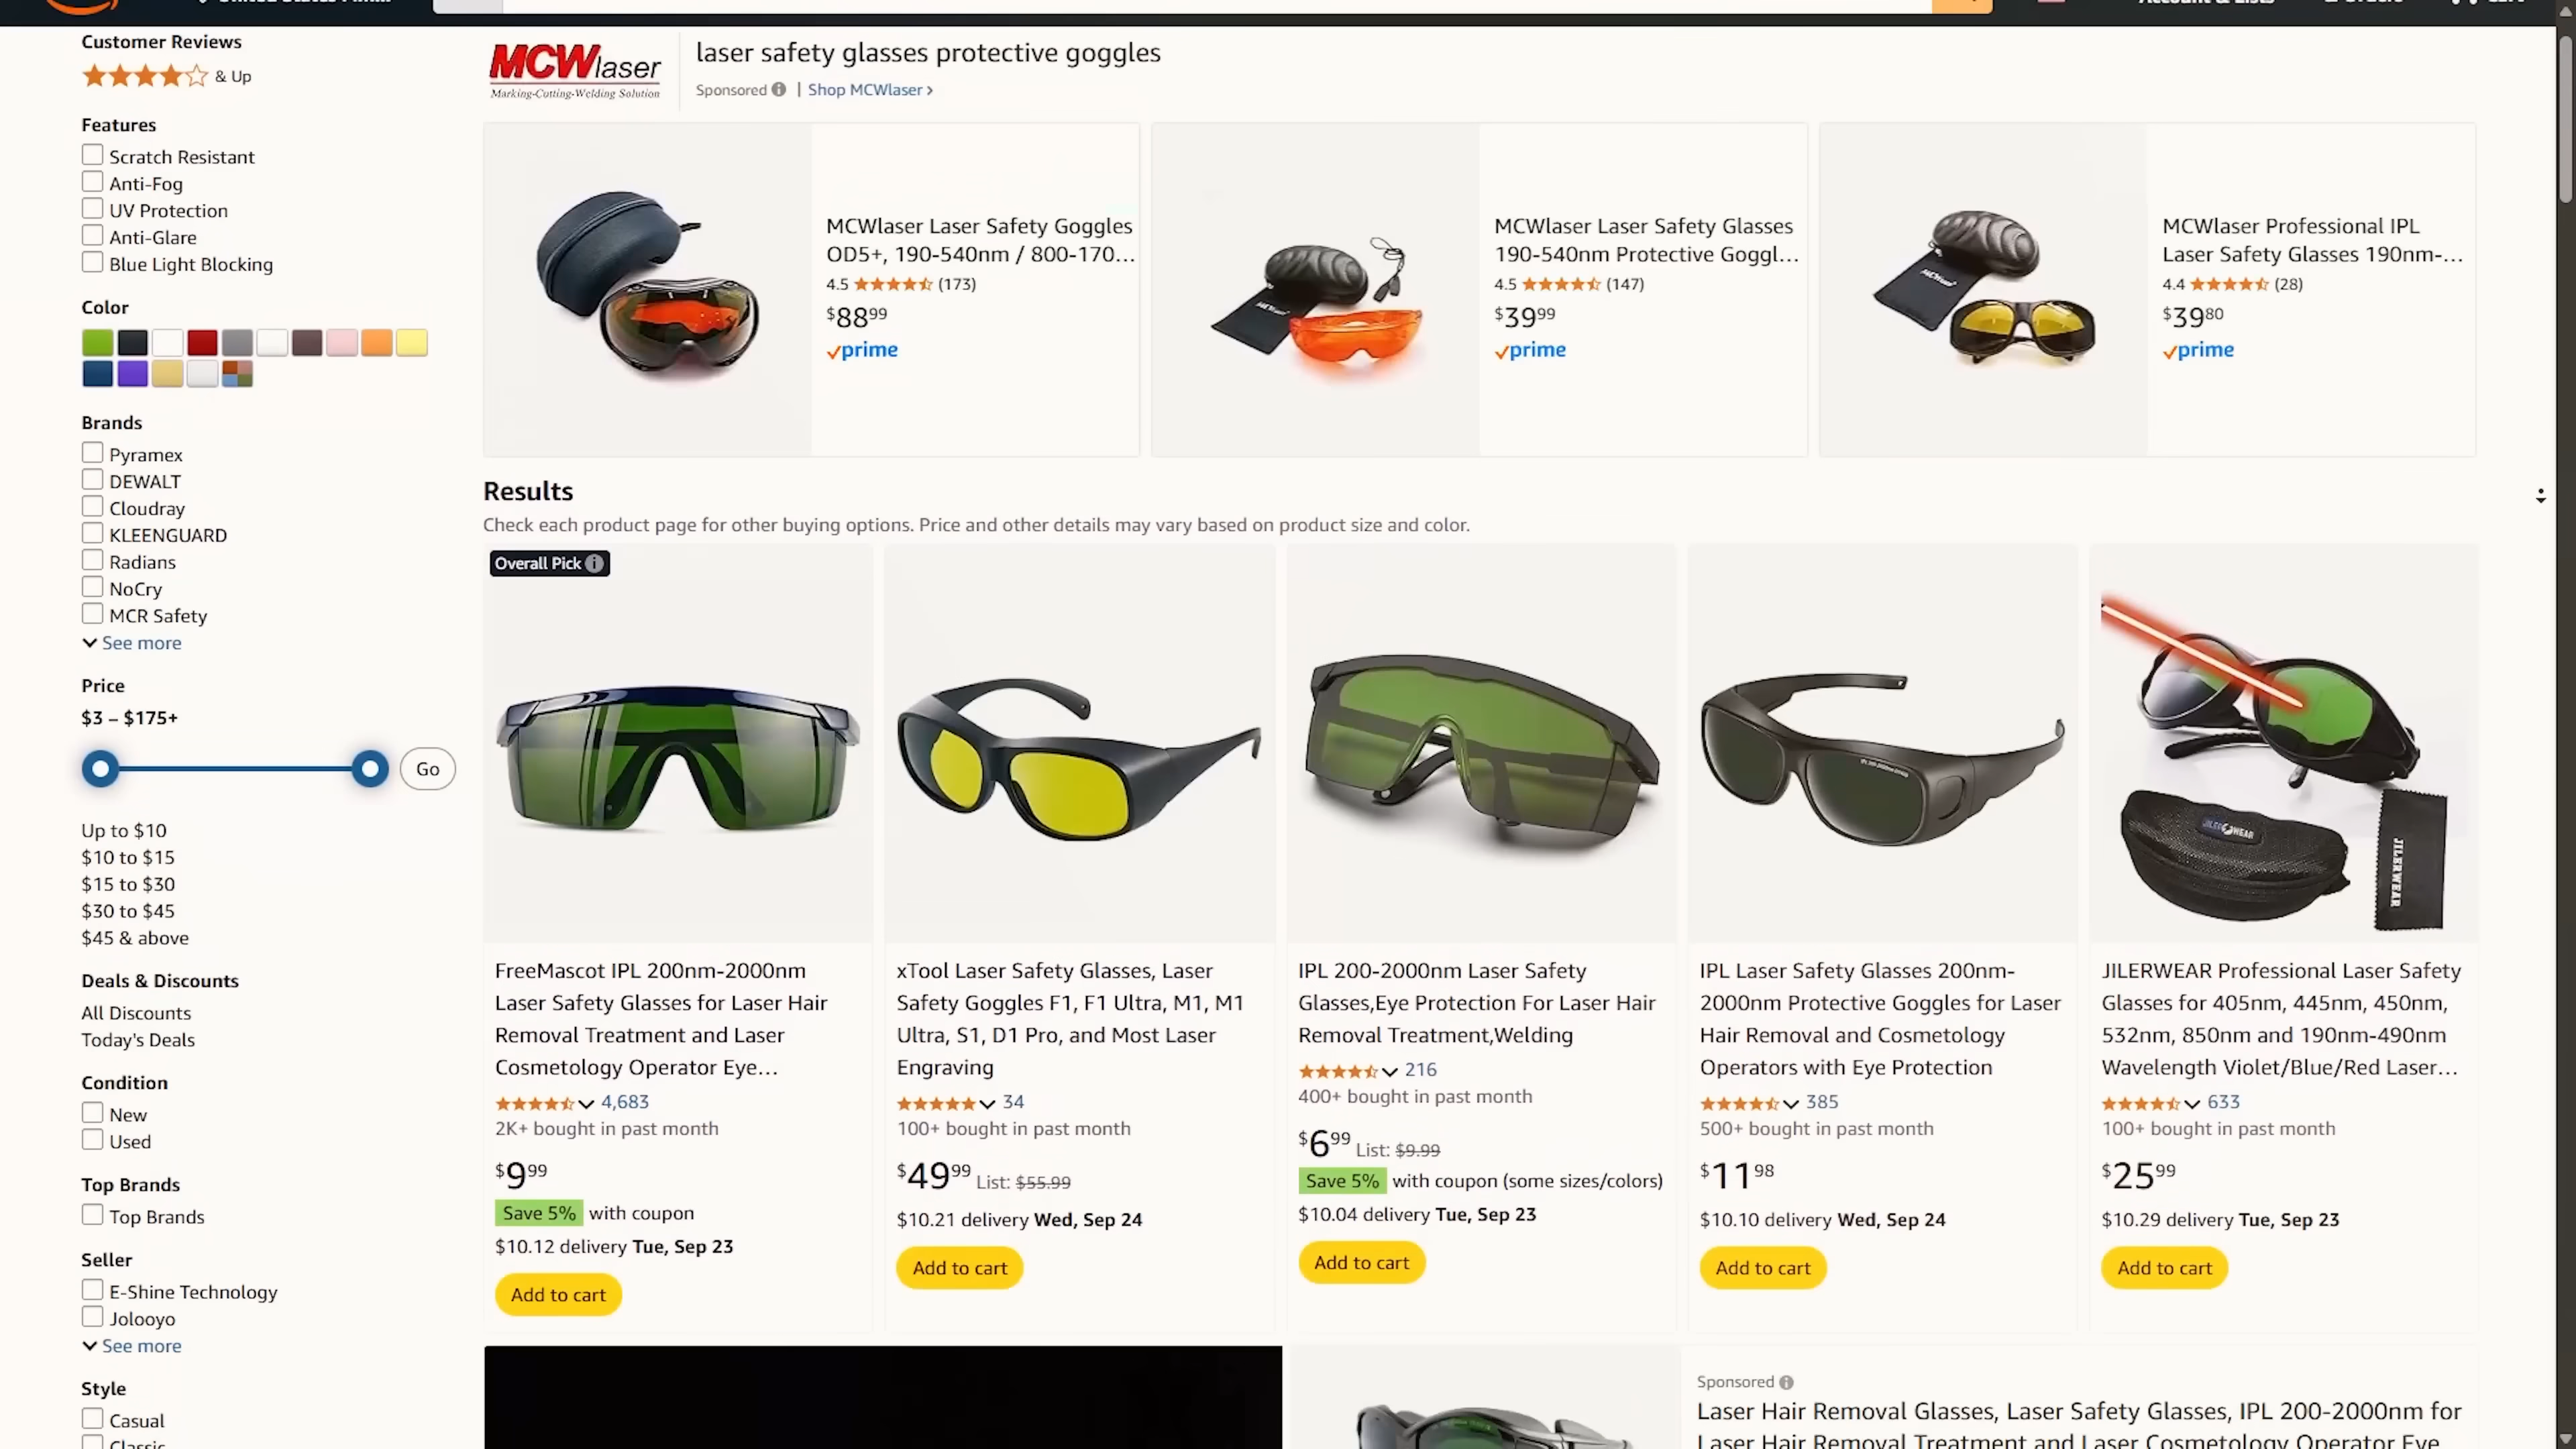 Customer Reviews
& Up
Features
Scratch Resistant
Anti-Fog
UV Protection
Anti-Glare
Blue Light Blocking
Color
Brands
Pyramex
DEWALT
Cloudray
KLEENGUARD
Radians
NoCry
MCR Safety
See more
Price
$3 – $175+
Go
Up to $10
$10 to $15
$15 to $30
$30 to $45
$45 & above
Deals & Discounts
All Discounts
Today's Deals
Condition
New
Used
Top Brands
Top Brands
Seller
E-Shine Technology
Jolooyo
See more
Style
Casual
Classic
MCWlaser
Marking-Cutting-Welding Solution
laser safety glasses protective goggles
Sponsored | Shop MCWlaser ›
MCWlaser Laser Safety Goggles
OD5+, 190-540nm / 800-170...
4.5 (173)
$88.99
prime
MCWlaser Laser Safety Glasses
190-540nm Protective Goggl...
4.5 (147)
$39.99
prime
MCWlaser Professional IPL
Laser Safety Glasses 190nm-...
4.4 (28)
$39.80
prime
Results
Check each product page for other buying options. Price and other details may vary based on product size and color.
Overall Pick
FreeMascot IPL 200nm-2000nm
Laser Safety Glasses for Laser Hair
Removal Treatment and Laser
Cosmetology Operator Eye...
4,683
2K+ bought in past month
$9.99
Save 5% with coupon
$10.12 delivery Tue, Sep 23
Add to cart
xTool Laser Safety Glasses, Laser
Safety Goggles F1, F1 Ultra, M1, M1
Ultra, S1, D1 Pro, and Most Laser
Engraving
34
100+ bought in past month
$49.99 List: $55.99
$10.21 delivery Wed, Sep 24
Add to cart
IPL 200-2000nm Laser Safety
Glasses,Eye Protection For Laser Hair
Removal Treatment,Welding
216
400+ bought in past month
$6.99 List: $9.99
Save 5% with coupon (some sizes/colors)
$10.04 delivery Tue, Sep 23
Add to cart
IPL Laser Safety Glasses 200nm-
2000nm Protective Goggles for Laser
Hair Removal and Cosmetology
Operators with Eye Protection
385
500+ bought in past month
$11.98
$10.10 delivery Wed, Sep 24
Add to cart
JILERWEAR
JILERWEAR
JILERWEAR Professional Laser Safety
Glasses for 405nm, 445nm, 450nm,
532nm, 850nm and 190nm-490nm
Wavelength Violet/Blue/Red Laser...
633
100+ bought in past month
$25.99
$10.29 delivery Tue, Sep 23
Add to cart
Sponsored
Laser Hair Removal Glasses, Laser Safety Glasses, IPL 200-2000nm for
Laser Hair Removal Treatment and Laser Cosmetology Operator Eye